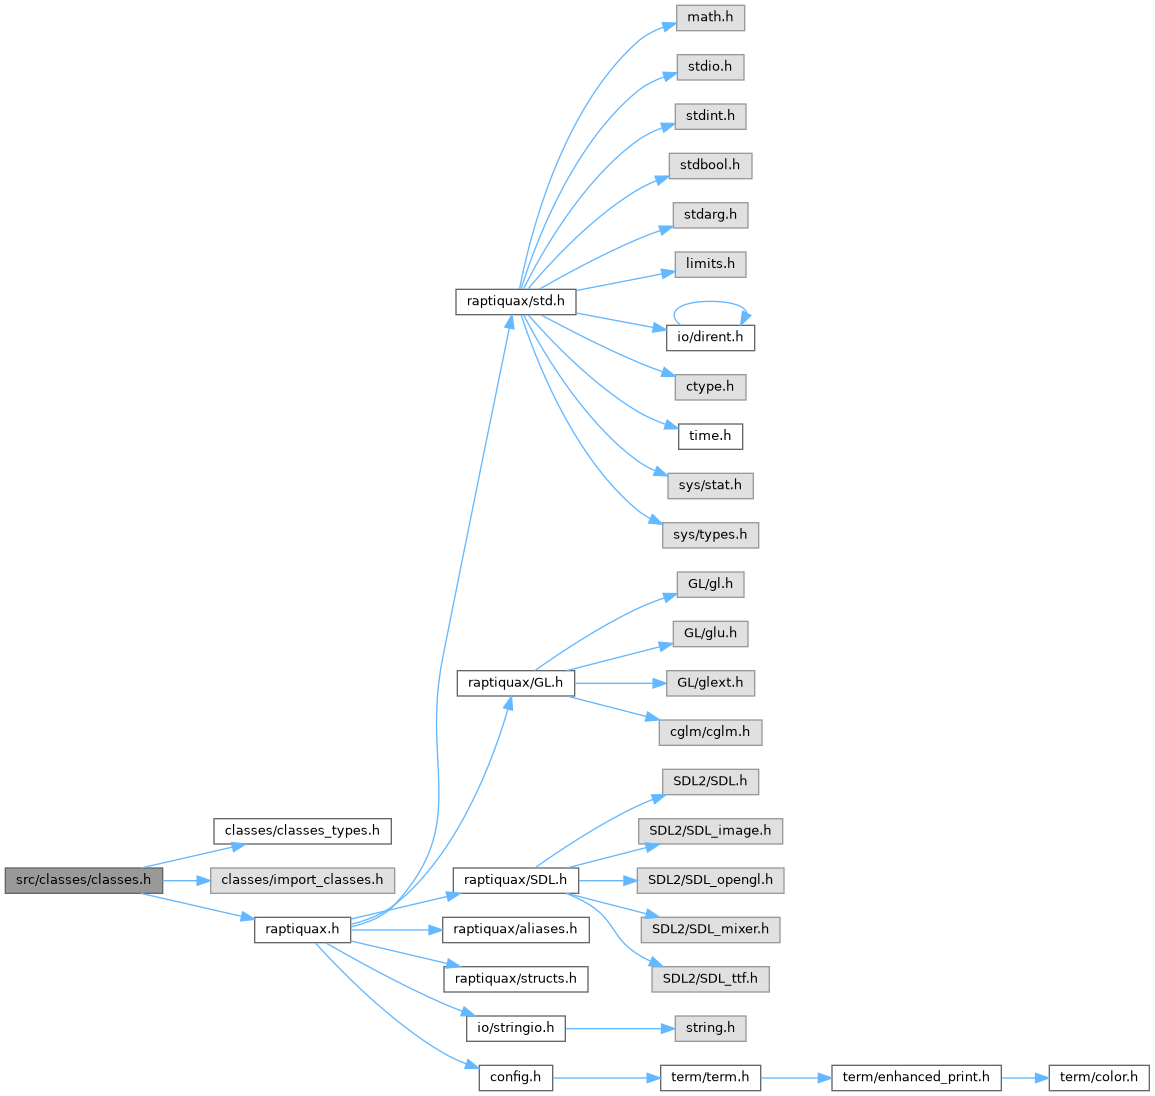 math.h
stdio.h
stdint.h
stdbool.h
stdarg.h
limits.h
raptiquax/std.h
io/dirent.h
ctype.h
time.h
sys/stat.h
sys/types.h
GL/gl.h
GL/glu.h
raptiquax/GL.h
GL/glext.h
cglm/cglm.h
SDL2/SDL.h
classes/classes_types.h
SDL2/SDL_image.h
src/classes/classes.h
classes/import_classes.h
raptiquax/SDL.h
SDL2/SDL_opengl.h
raptiquax.h
raptiquax/aliases.h
SDL2/SDL_mixer.h
raptiquax/structs.h
SDL2/SDL_ttf.h
io/stringio.h
string.h
config.h
term/term.h
term/enhanced_print.h
term/color.h